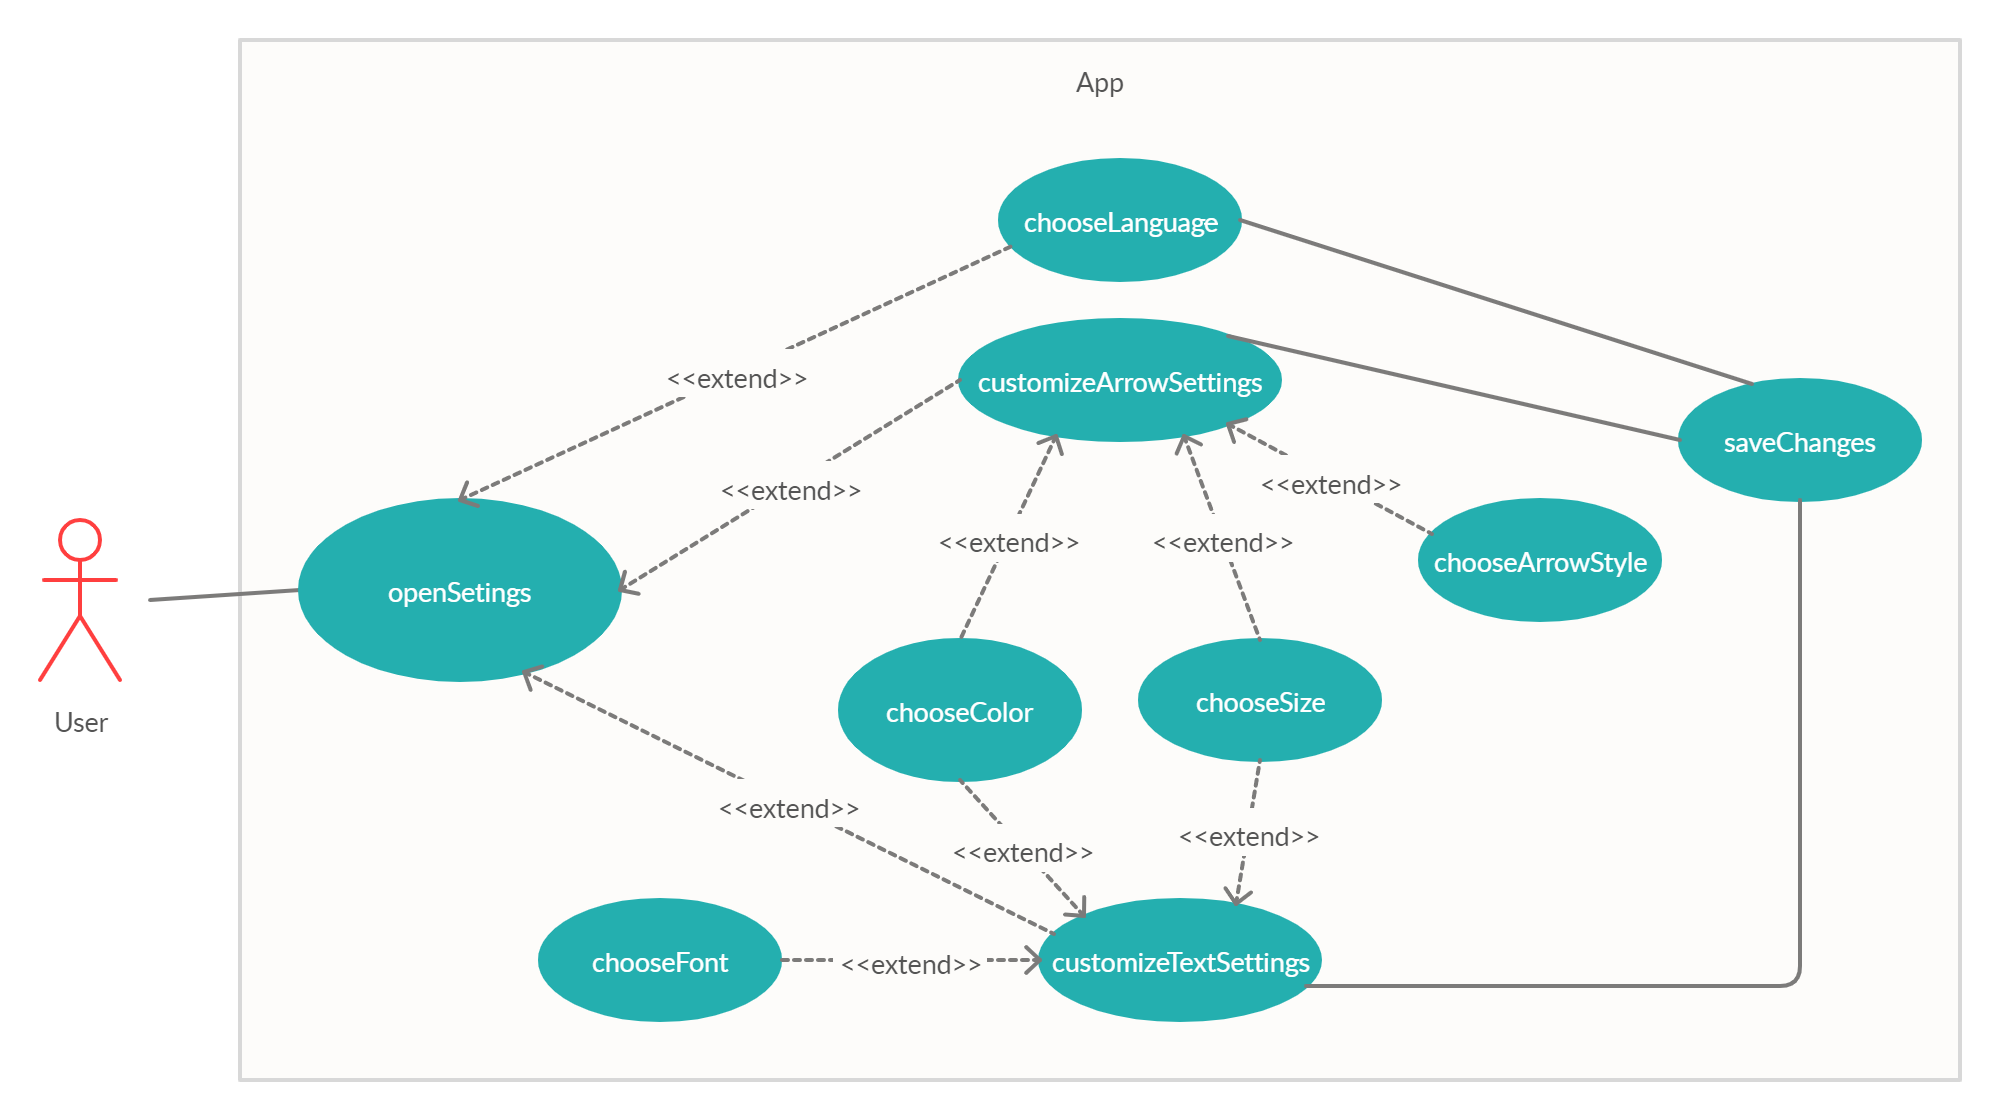 App
chooseLanguage
<<extend>>
customizeArrowSettings
saveChanges
<<extend>>
<<extend>>
<<extend>>
<<extend>>
chooseArrowStyle
openSetings
chooseColor
chooseSize
User
<<extend>>
<<extend>>
<<extend>>
chooseFont
<<extend>>
customizeTextSettings